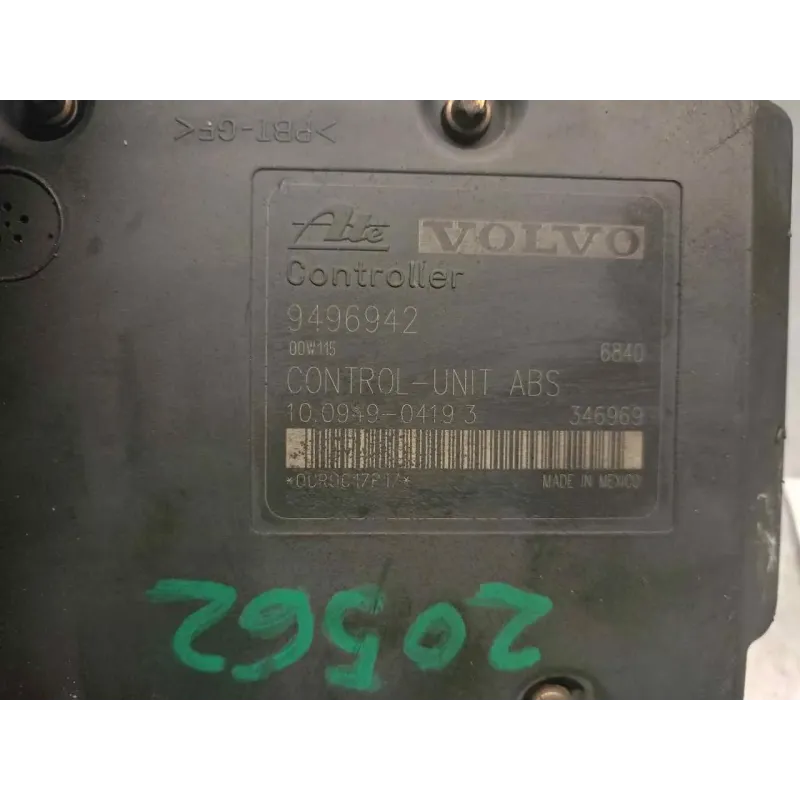 >PBT-GF<
Ate VOLVO
Controller
9496942
00W115 6840
CONTROL-UNIT ABS
10.0949-0419.3 346969
MADE IN MEXICO
20562